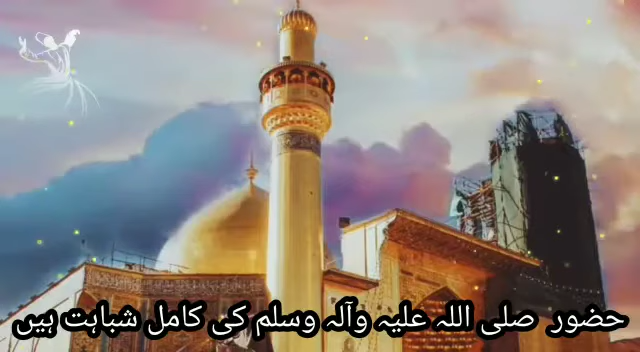 حضور صلی اللہ علیہ وآلہ وسلم کی کامل شباہت ہیں